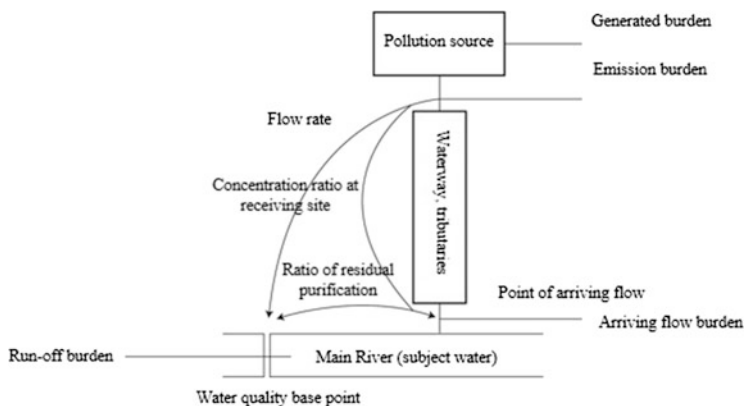 Generated burden
Pollution source
Emission burden
Flow rate
Waterway, tributaries
Concentration ratio at
receiving site
Ratio of residual
purification
Point of arriving flow
Arriving flow burden
Run-off burden
Main River (subject water)
Water quality base point